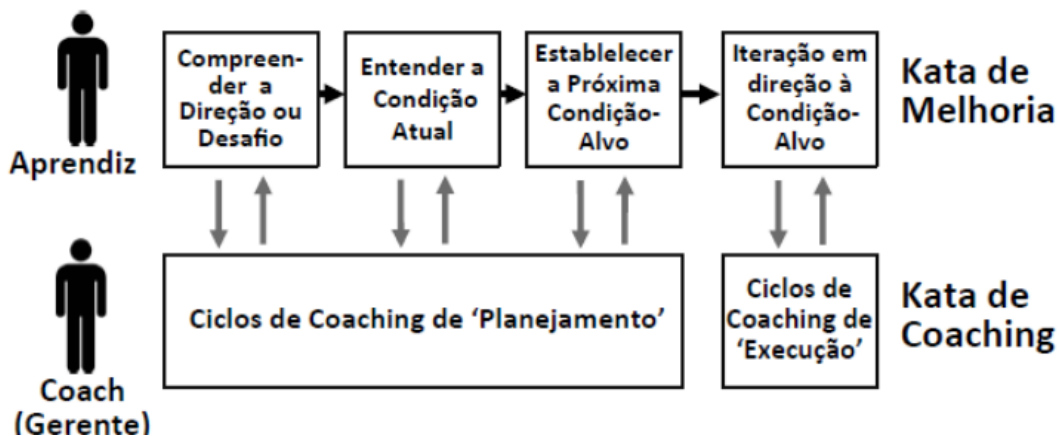 Compreen-
der a
Direção ou
Desafio
Entender a
Condição
Atual
Establelecer
a Próxima
Condição-
Alvo
Iteração em
direção à
Condição-
Alvo
Kata de
Melhoria
Aprendiz
Ciclos de Coaching de ‘Planejamento’
Ciclos de
Coaching de
‘Execução’
Kata de
Coaching
Coach
(Gerente)